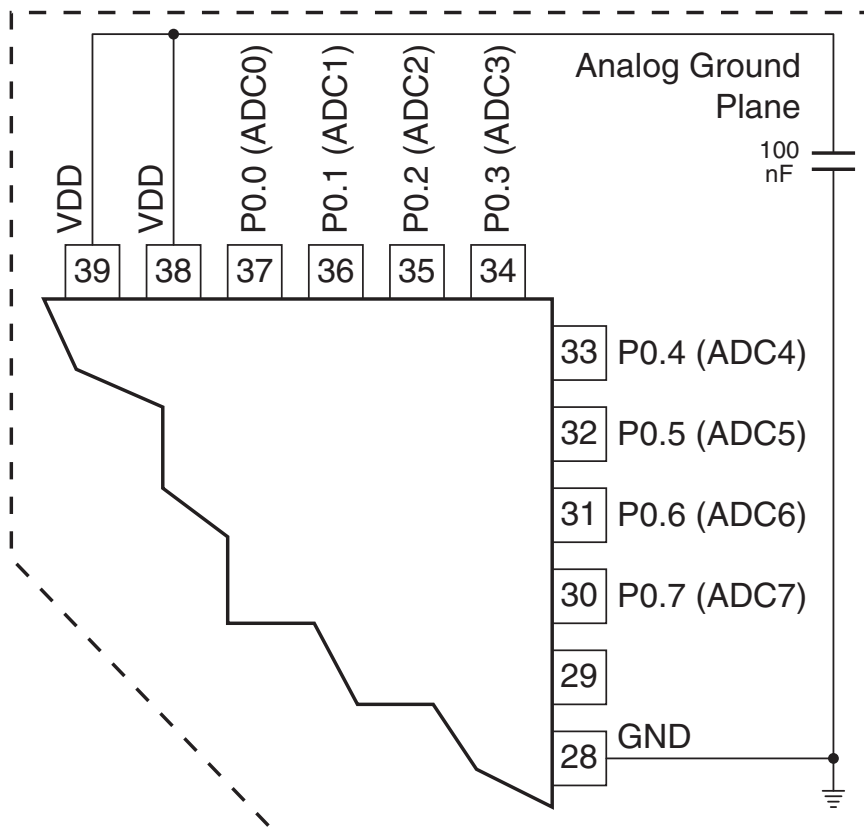 Analog Ground
Plane
100
nF
VDD
VDD
P0.0 (ADC0)
P0.1 (ADC1)
P0.2 (ADC2)
P0.3 (ADC3)
39
38
37
36
35
34
33 P0.4 (ADC4)
32 P0.5 (ADC5)
31 P0.6 (ADC6)
30 P0.7 (ADC7)
29
28 GND